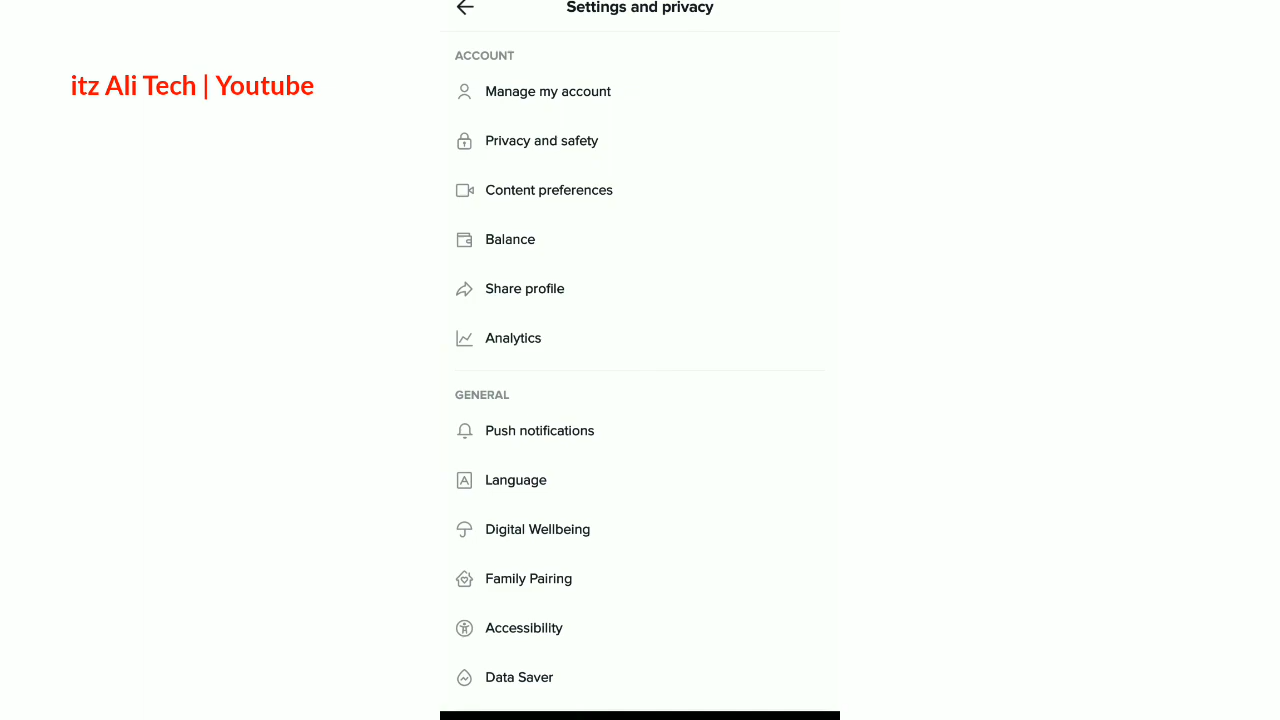 Settings and privacy
itz Ali Tech | Youtube
ACCOUNT
Manage my account
Privacy and safety
Content preferences
Balance
Share profile
Analytics
GENERAL
Push notifications
Language
Digital Wellbeing
Family Pairing
Accessibility
Data Saver